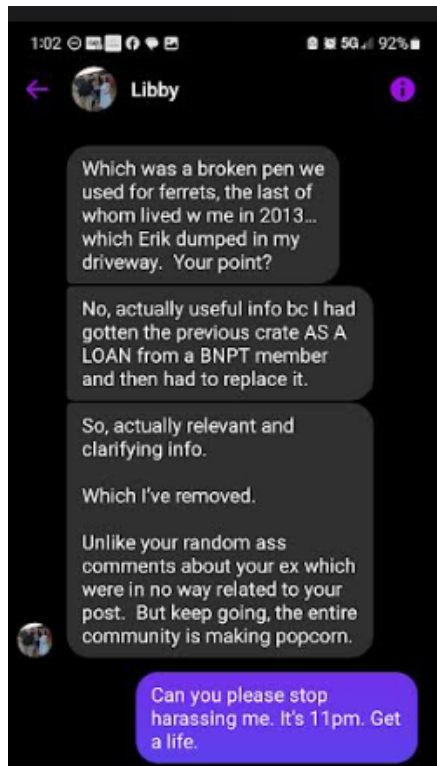 1:02
5G 92%
Libby
Which was a broken pen we
used for ferrets, the last of
whom lived w me in 2013...
which Erik dumped in my
driveway. Your point?
No, actually useful info bc I had
gotten the previous crate AS A
LOAN from a BNPT member
and then had to replace it.
So, actually relevant and
clarifying info.
Which I've removed.
Unlike your random ass
comments about your ex which
were in no way related to your
post. But keep going, the entire
community is making popcorn.
Can you please stop
harassing me. It's 11pm. Get
a life.